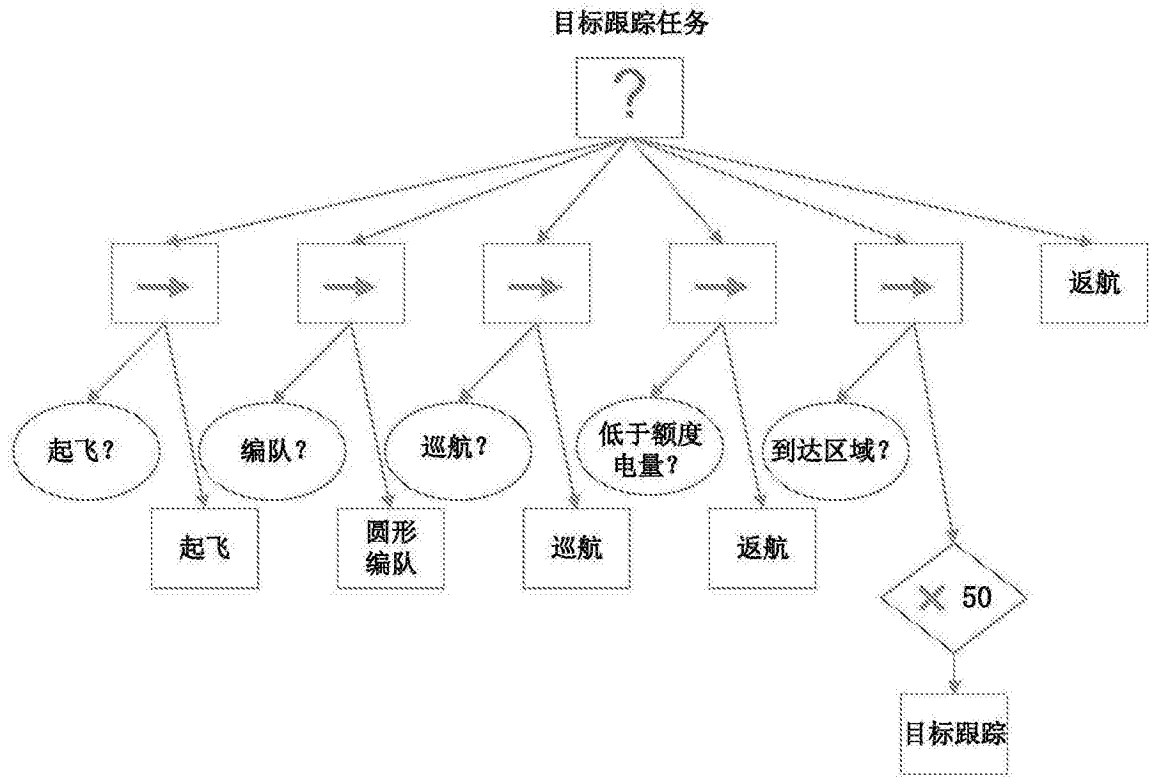 目标跟踪任务
?
返航
起飞?
编队?
巡航?
低于额度
电量?
到达区域?
起飞
圆形
编队
巡航
返航
× 50
目标跟踪